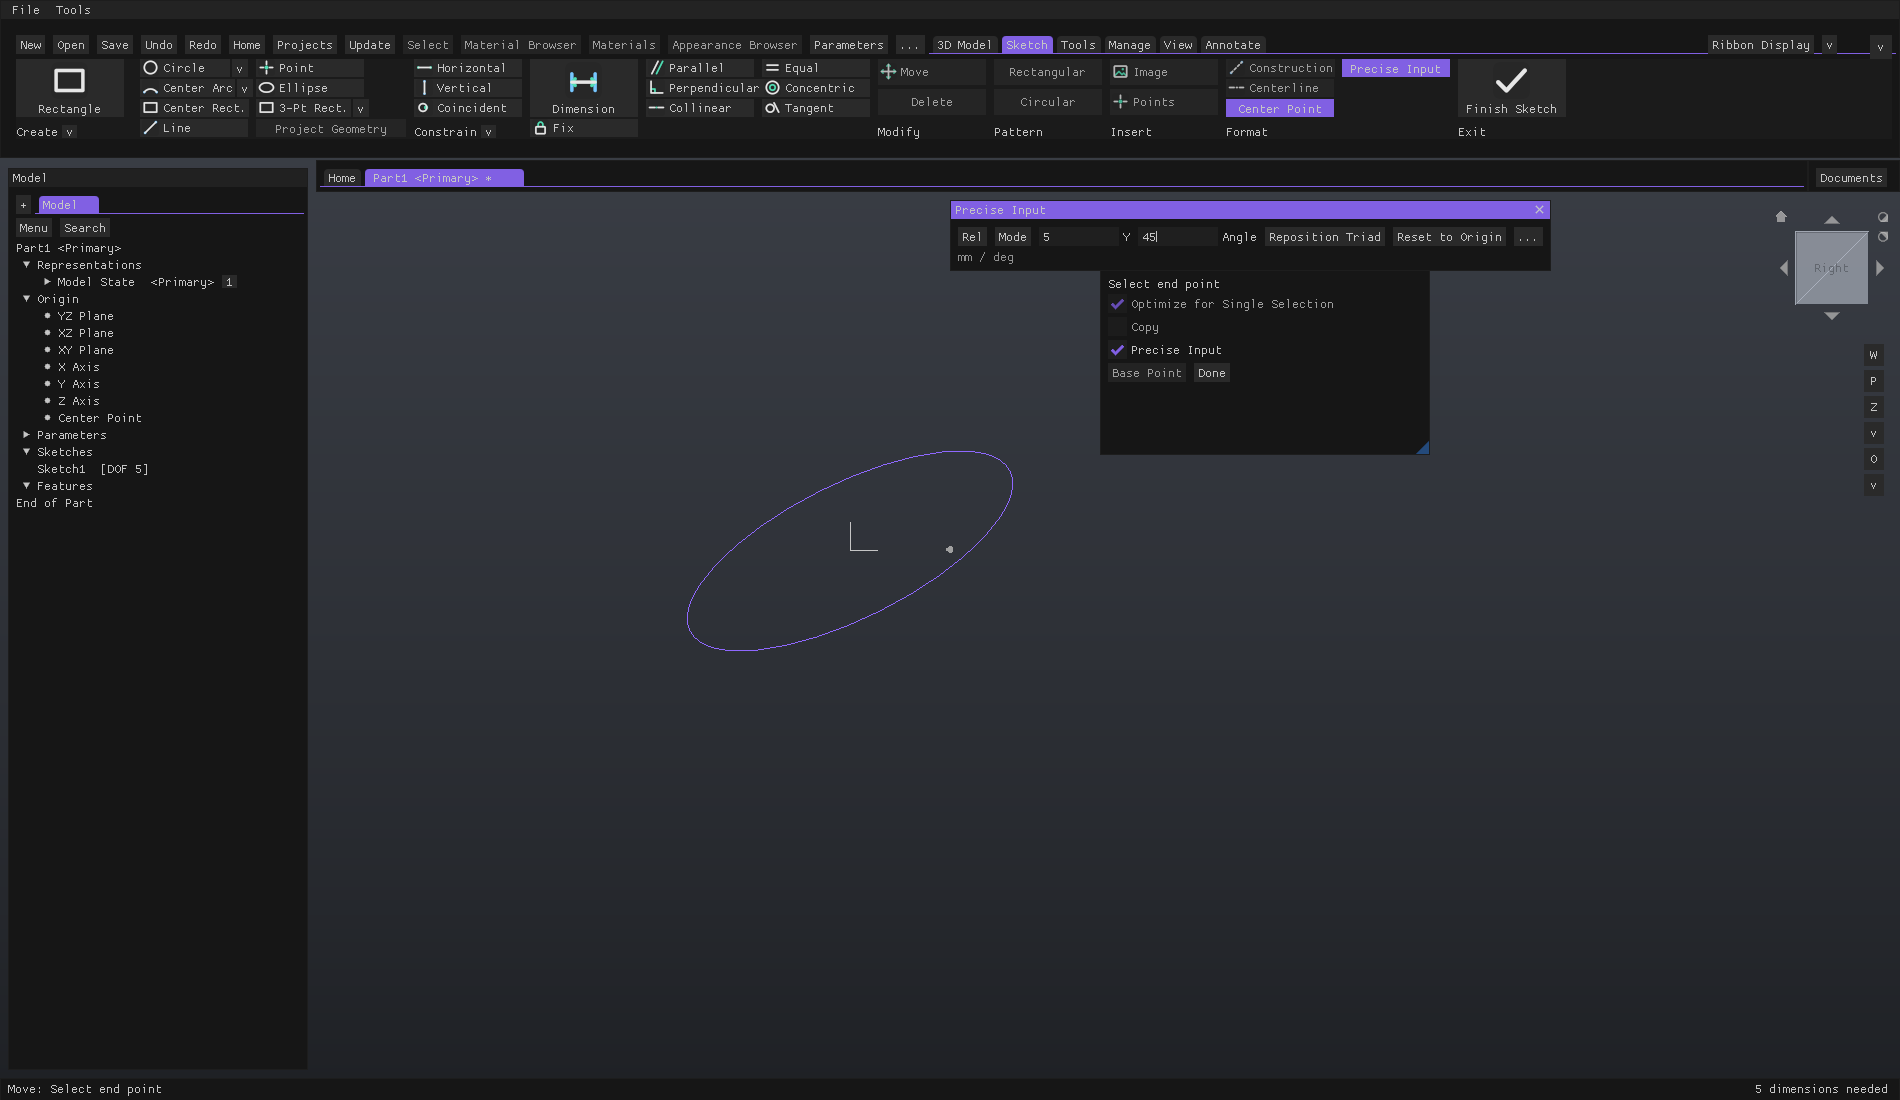 File Tools
New Open Save Undo Redo Home Projects Update Select Material Browser Materials Appearance Browser Parameters ... 3D Model Sketch Tools Manage View Annotate Ribbon Display v v
Rectangle
Create v
Circle v Point
Center Arc v Ellipse
Center Rect. 3-Pt Rect. v
Line Project Geometry
Horizontal
Vertical
Coincident
Constrain v
Dimension
Fix
Parallel Equal
Perpendicular Concentric
Collinear Tangent
Move
Delete
Modify
Rectangular
Circular
Pattern
Image
Points
Insert
Construction
Centerline
Center Point
Format
Precise Input
Finish Sketch
Exit
Model
+ Model
Menu Search
Part1 <Primary>
Representations
Model State <Primary> 1
Origin
YZ Plane
XZ Plane
XY Plane
X Axis
Y Axis
Z Axis
Center Point
Parameters
Sketches
Sketch1 [DOF 5]
Features
End of Part
Home Part1 <Primary> * Documents
Precise Input
Rel Mode 5 Y 45 Angle Reposition Triad Reset to Origin ...
mm / deg
Select end point
Optimize for Single Selection
Copy
Precise Input
Base Point Done
Right
W
P
Z
v
O
v
Move: Select end point 5 dimensions needed